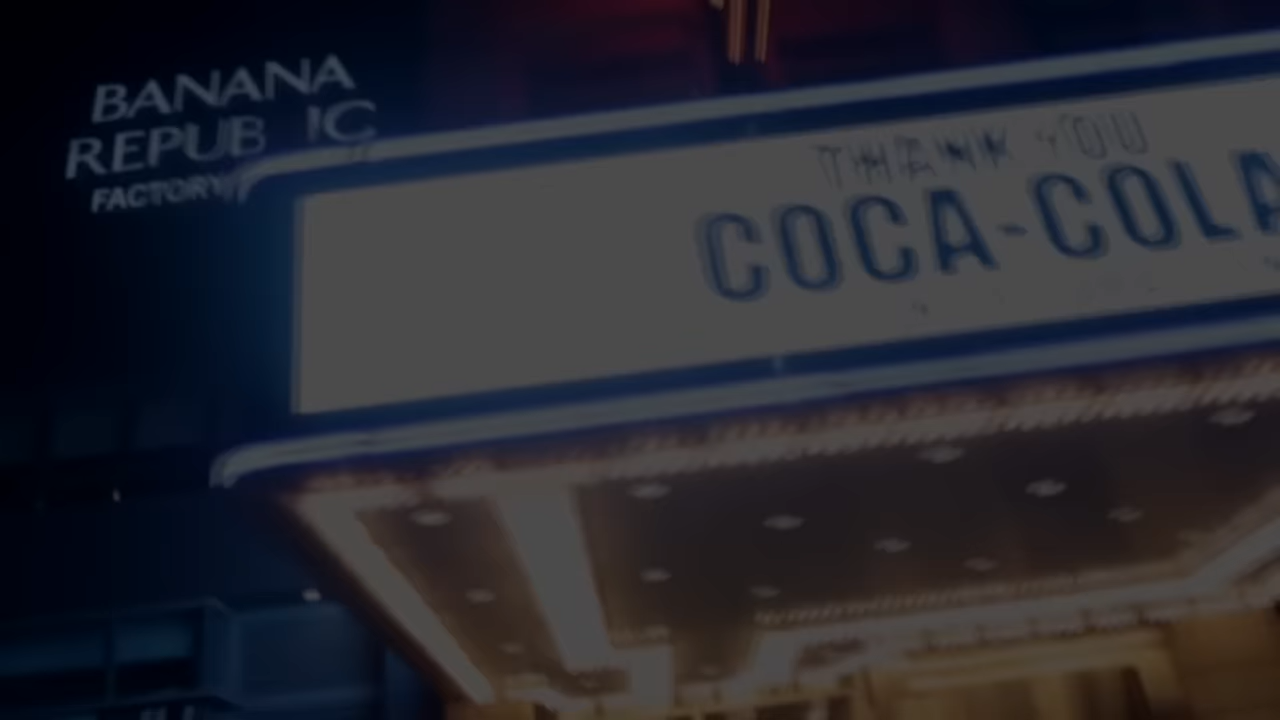 BANANA
REPUB IC
FACTORY
THANK YOU
COCA-COLA